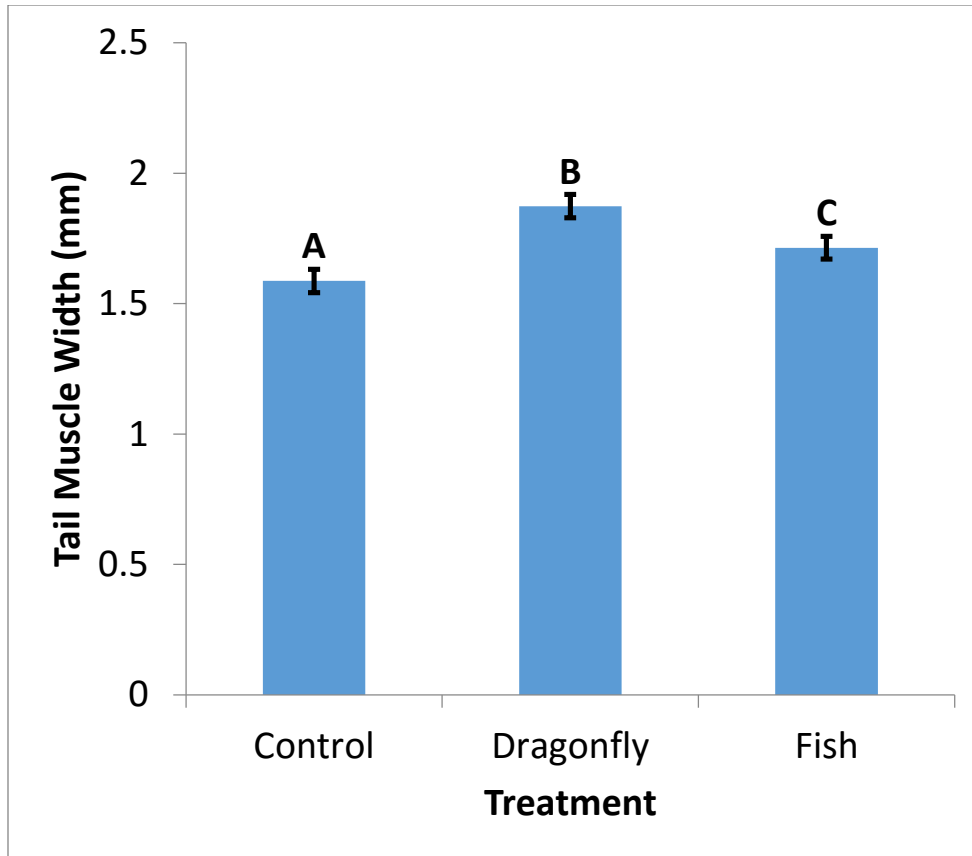 2.5
2
1.5
1
0.5
0
Tail Muscle Width (mm)
A
B
C
Control
Dragonfly
Fish
Treatment